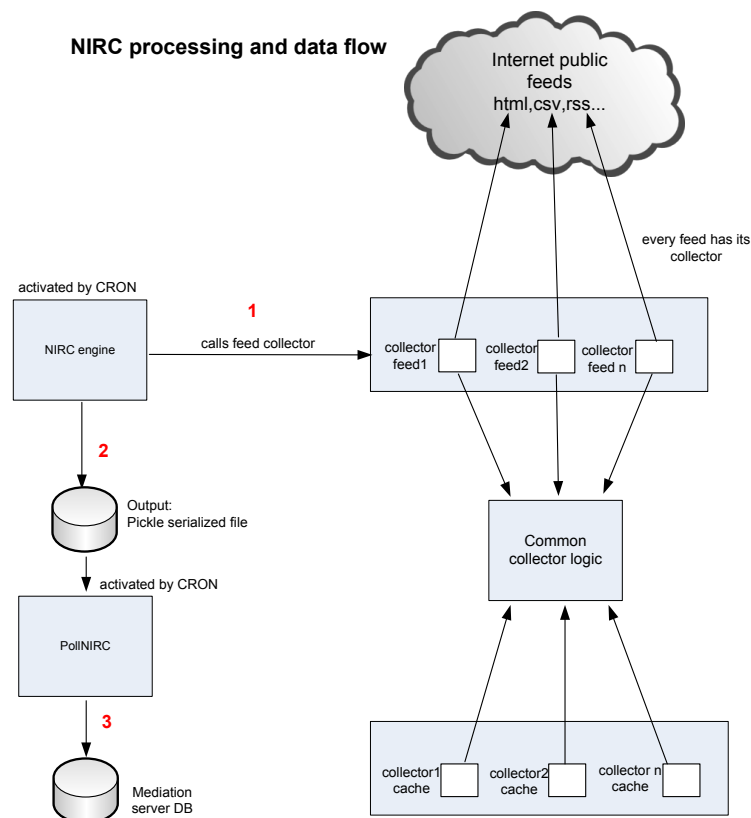 NIRC processing and data flow
Internet public
feeds
html,csv,rss...
every feed has its
collector
activated by CRON
1
NIRC engine
calls feed collector
collector
feed1
collector
feed2
collector
feed n
2
Output:
Pickle serialized file
Common
collector logic
activated by CRON
PollNIRC
3
Mediation
server DB
collector1
cache
collector2
cache
collector n
cache